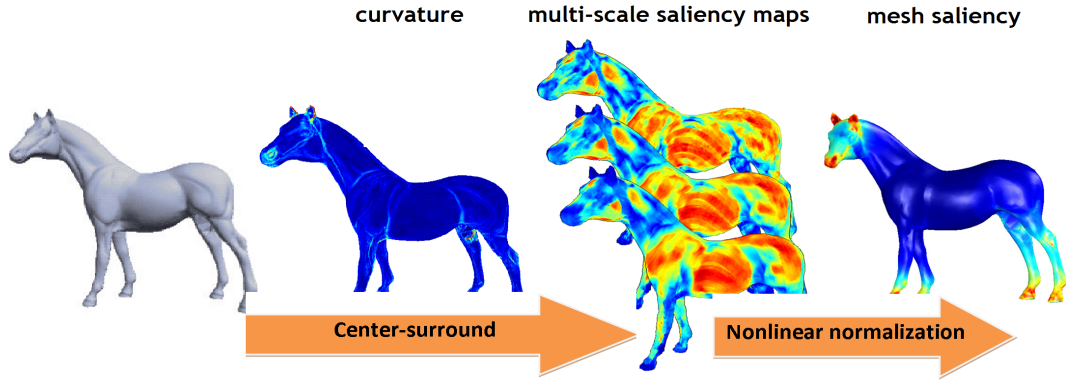 curvature
multi-scale saliency maps
mesh saliency
Center-surround
Nonlinear normalization